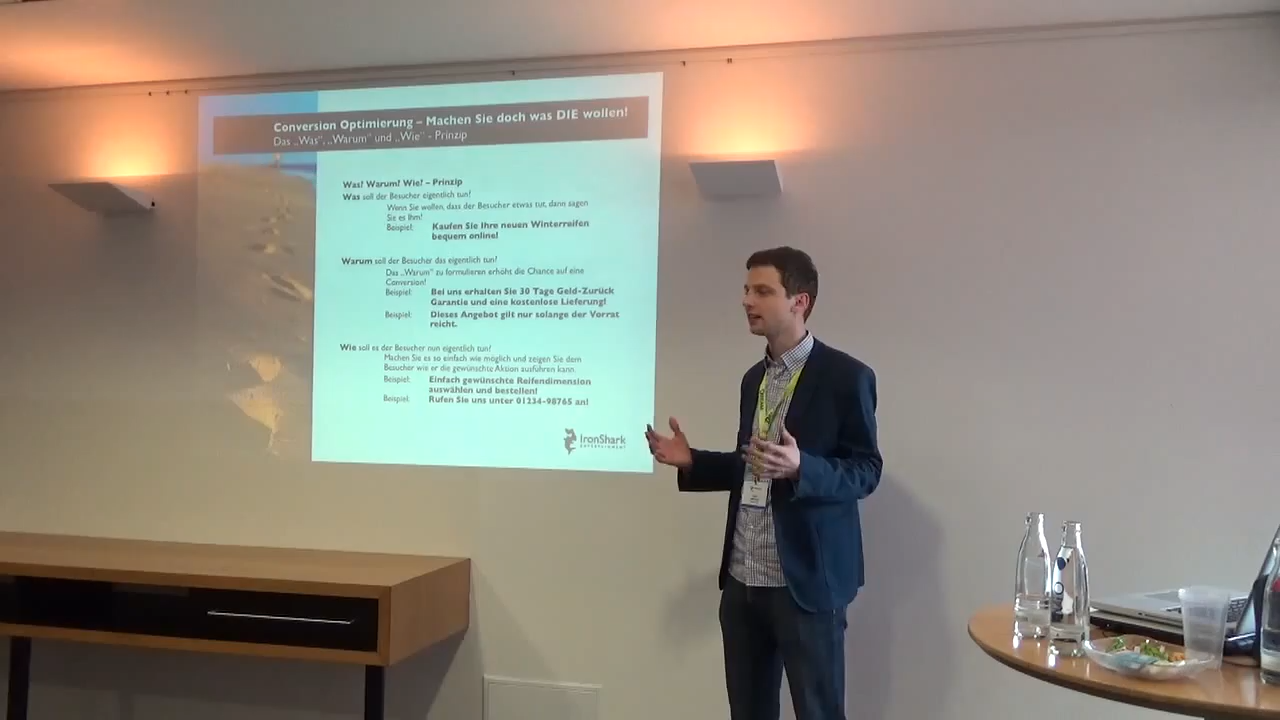 Conversion Optimierung – Machen Sie doch was DIE wollen!
Das „Was", „Warum" und „Wie" - Prinzip
Was? Warum? Wie? – Prinzip
Was soll der Besucher eigentlich tun?
Wenn Sie wollen, dass der Besucher etwas tut, dann sagen
Sie es Ihm!
Beispiel: Kaufen Sie Ihre neuen Winterreifen
bequem online!
Warum soll der Besucher das eigentlich tun?
Das „Warum" zu formulieren erhöht die Chance auf eine
Conversion!
Beispiel: Bei uns erhalten Sie 30 Tage Geld-Zurück
Garantie und eine kostenlose Lieferung!
Beispiel: Dieses Angebot gilt nur solange der Vorrat
reicht.
Wie soll es der Besucher nun eigentlich tun?
Machen Sie es so einfach wie möglich und zeigen Sie dem
Besucher wie er die gewünschte Aktion ausführen kann.
Beispiel: Einfach gewünschte Reifendimension
auswählen und bestellen!
Beispiel: Rufen Sie uns unter 01234-98765 an!
IronShark
ENTERTAINMENT